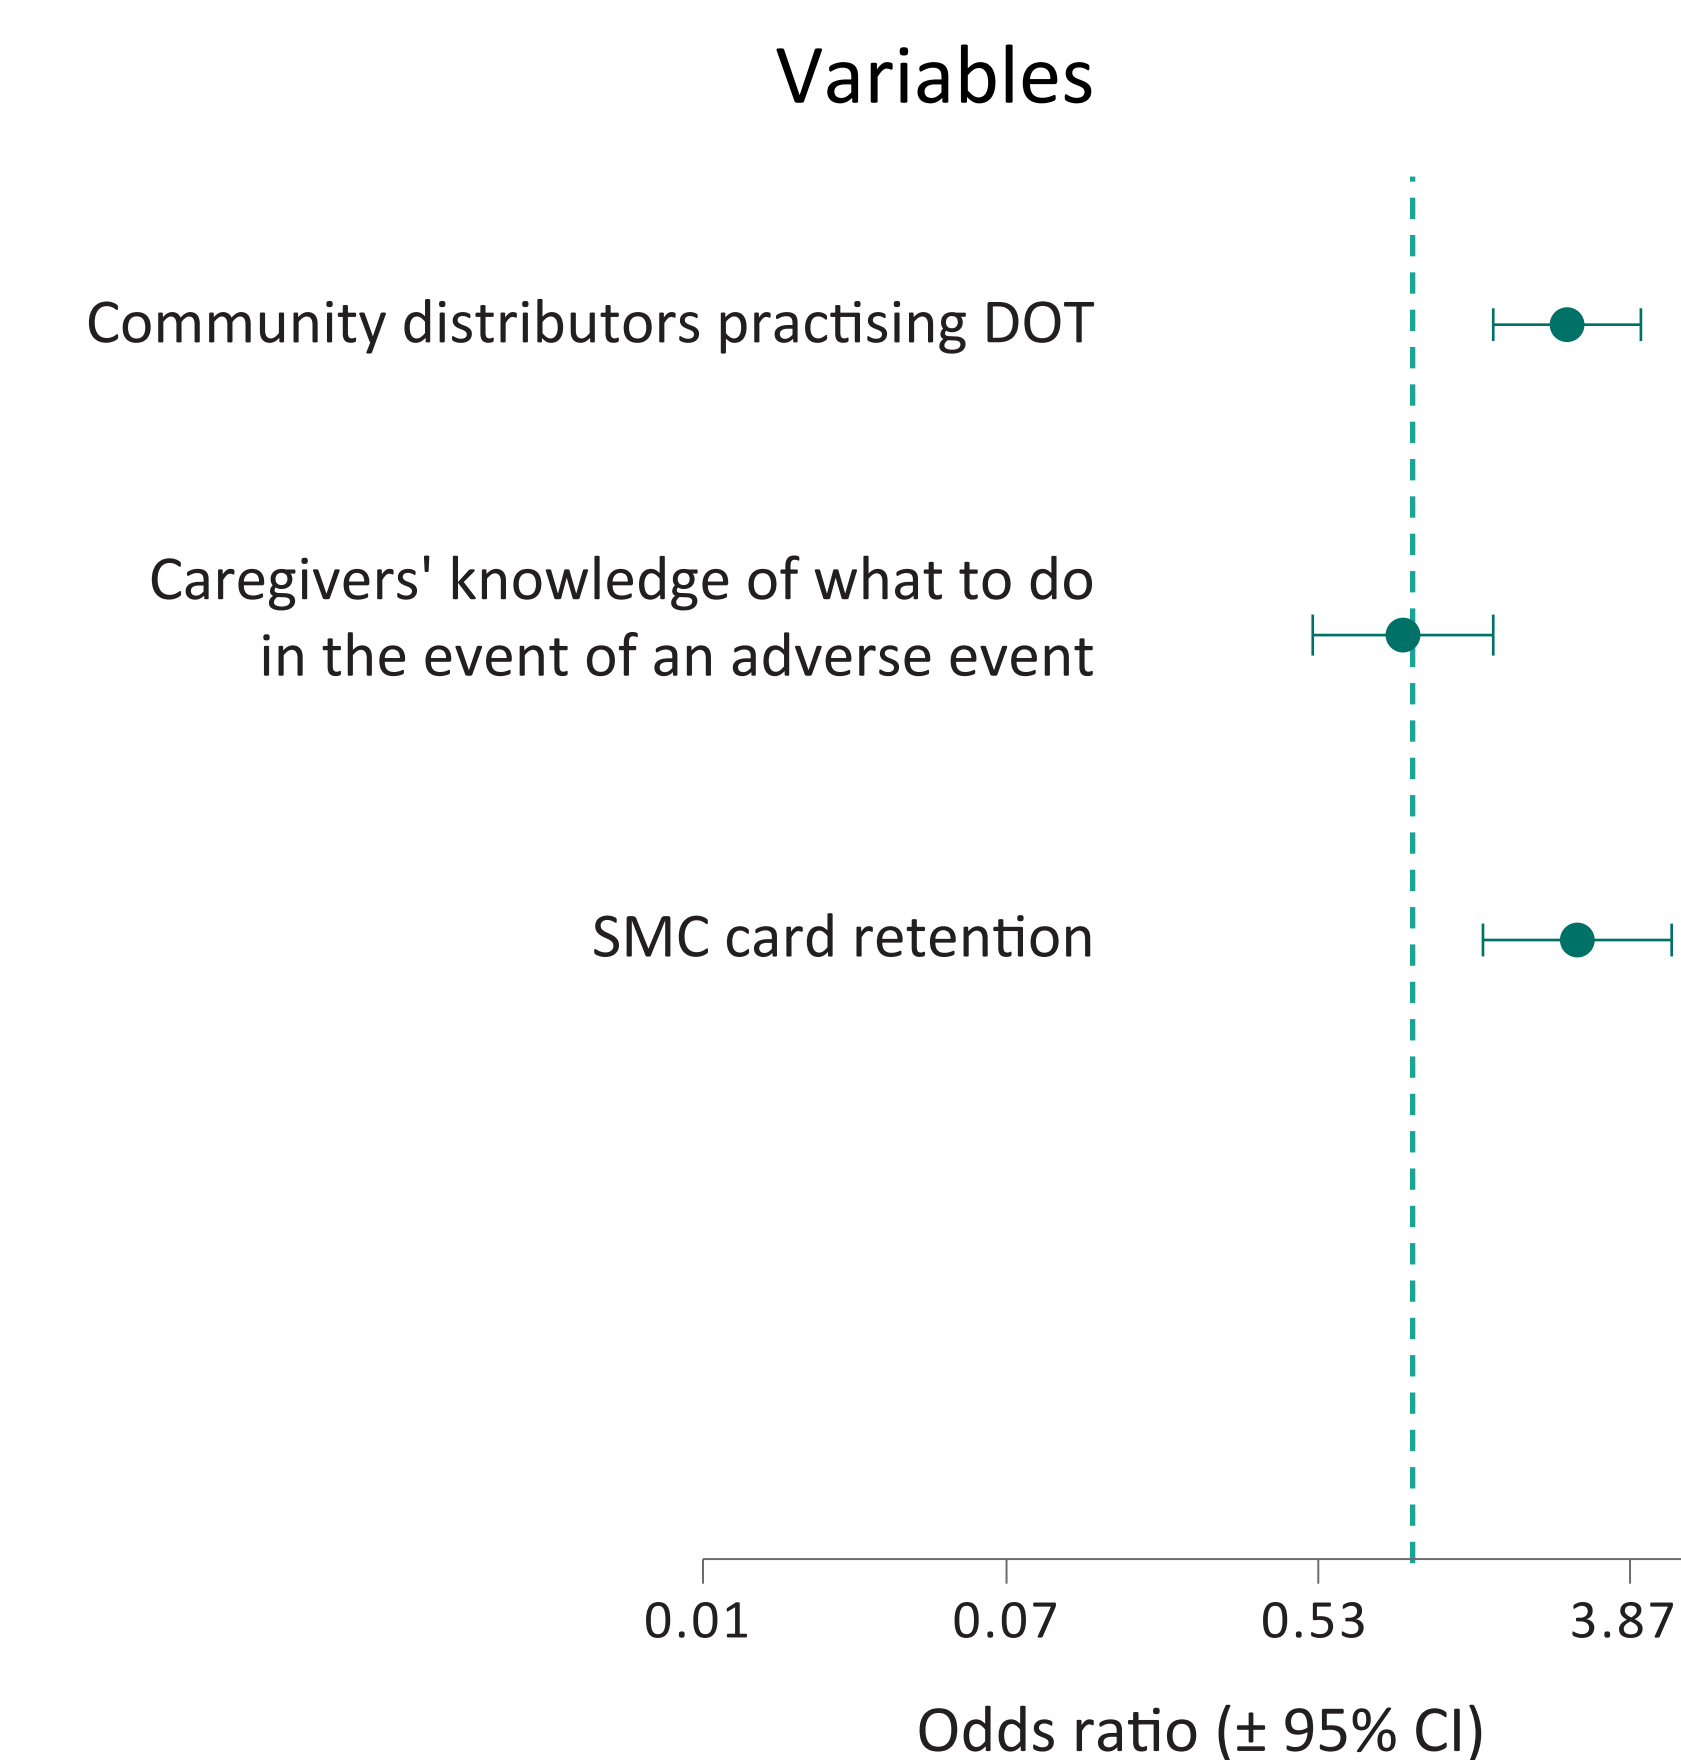 Variables
Community distributors practising DOT
Caregivers' knowledge of what to do
in the event of an adverse event
SMC card retention
0.01 0.07 0.53 3.87
Odds ratio (± 95% CI)